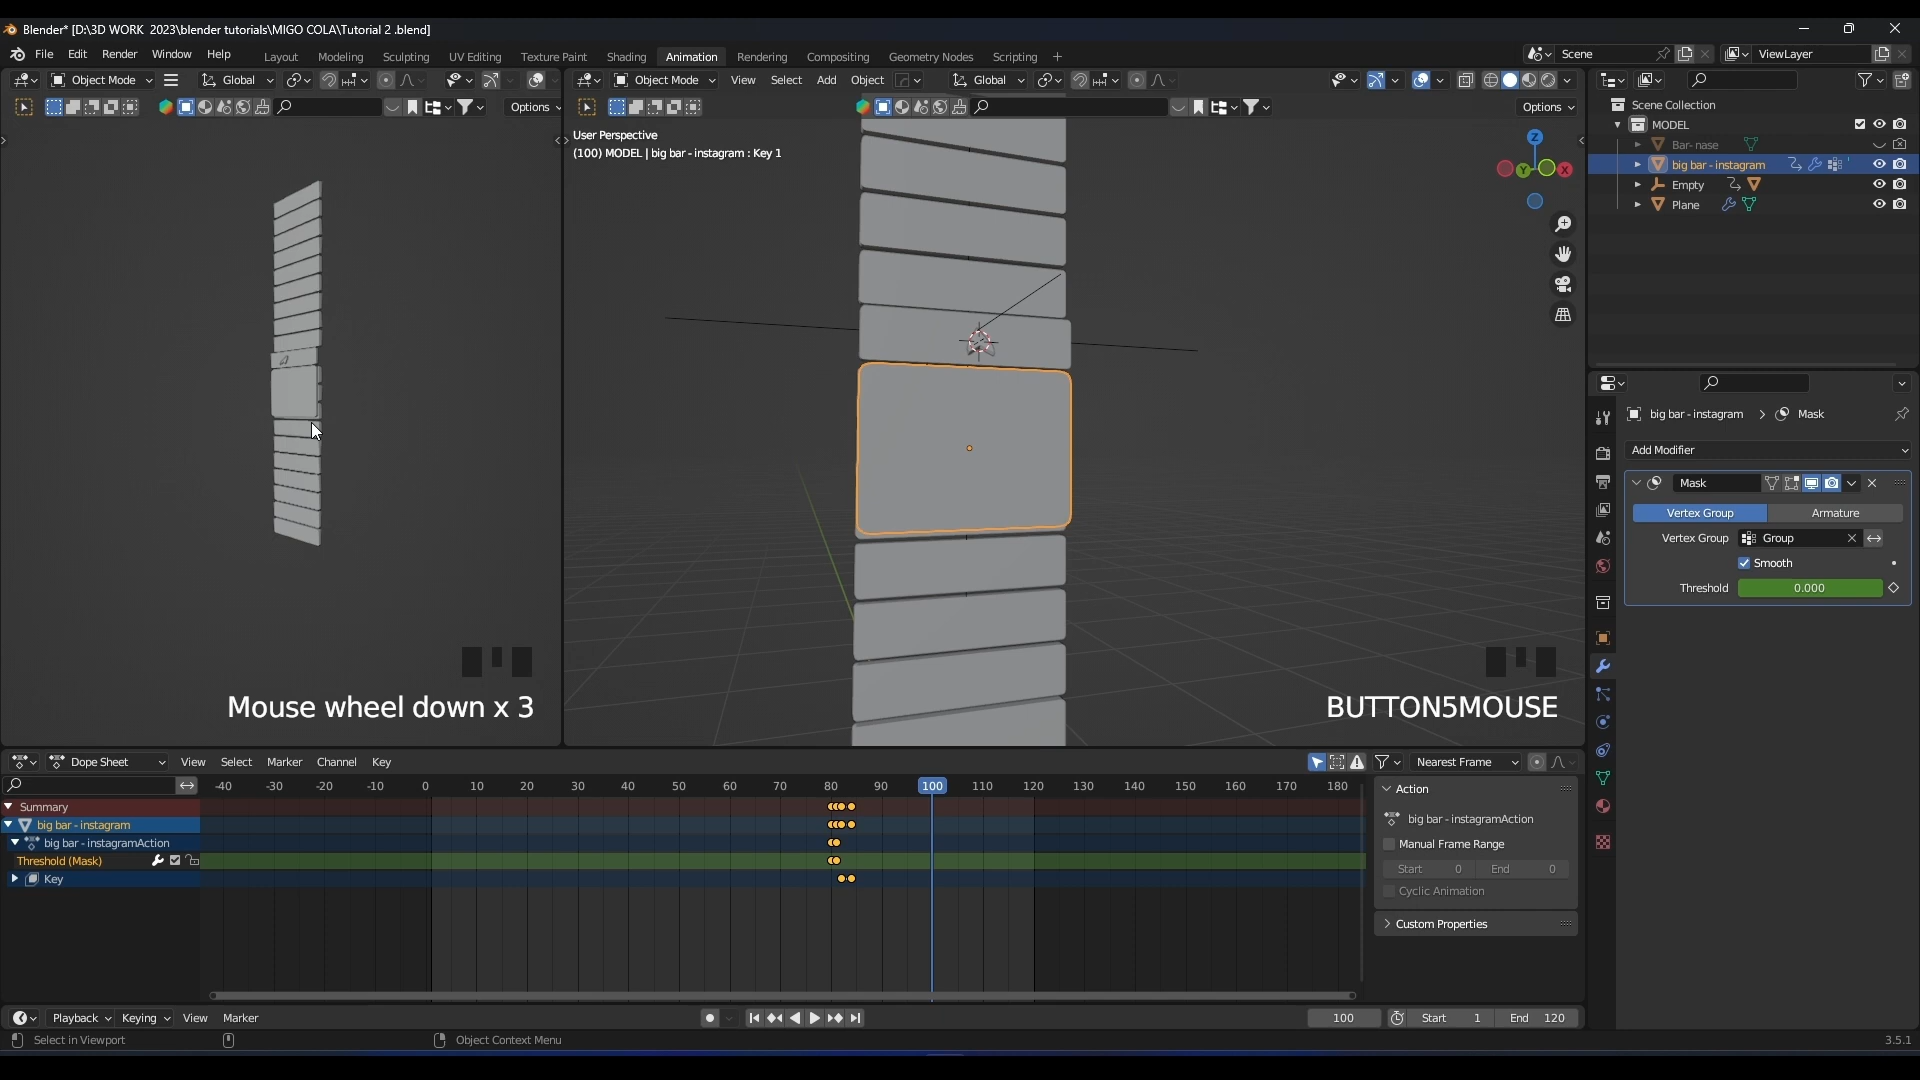 Blender* [D:\3D WORK 2023\blender tutorials\MIGO COLA\Tutorial 2 .blend]
File Edit Render Window Help Layout Modeling Sculpting UV Editing Texture Paint Shading Animation Rendering Compositing Geometry Nodes Scripting + Scene ViewLayer
Object Mode Global Object Mode View Select Add Object Global
Options Options
Scene Collection
MODEL
Bar- nase
big bar - instagram
Empty
Plane
User Perspective
(100) MODEL | big bar - instagram : Key 1
Z
Y
X
big bar - instagram > Mask
Add Modifier
Mask
Vertex Group Armature
Vertex Group Group
Smooth
Threshold 0.000
Mouse wheel down x 3
BUTTON5MOUSE
Dope Sheet View Select Marker Channel Key Nearest Frame
-40 -30 -20 -10 0 10 20 30 40 50 60 70 80 90 100 110 120 130 140 150 160 170 180
Summary
big bar - instagram
big bar - instagramAction
Threshold (Mask)
Key
Action
big bar - instagramAction
Manual Frame Range
Start 0 End 0
Cyclic Animation
Custom Properties
Playback Keying View Marker 100 Start 1 End 120
Select in Viewport Object Context Menu 3.5.1